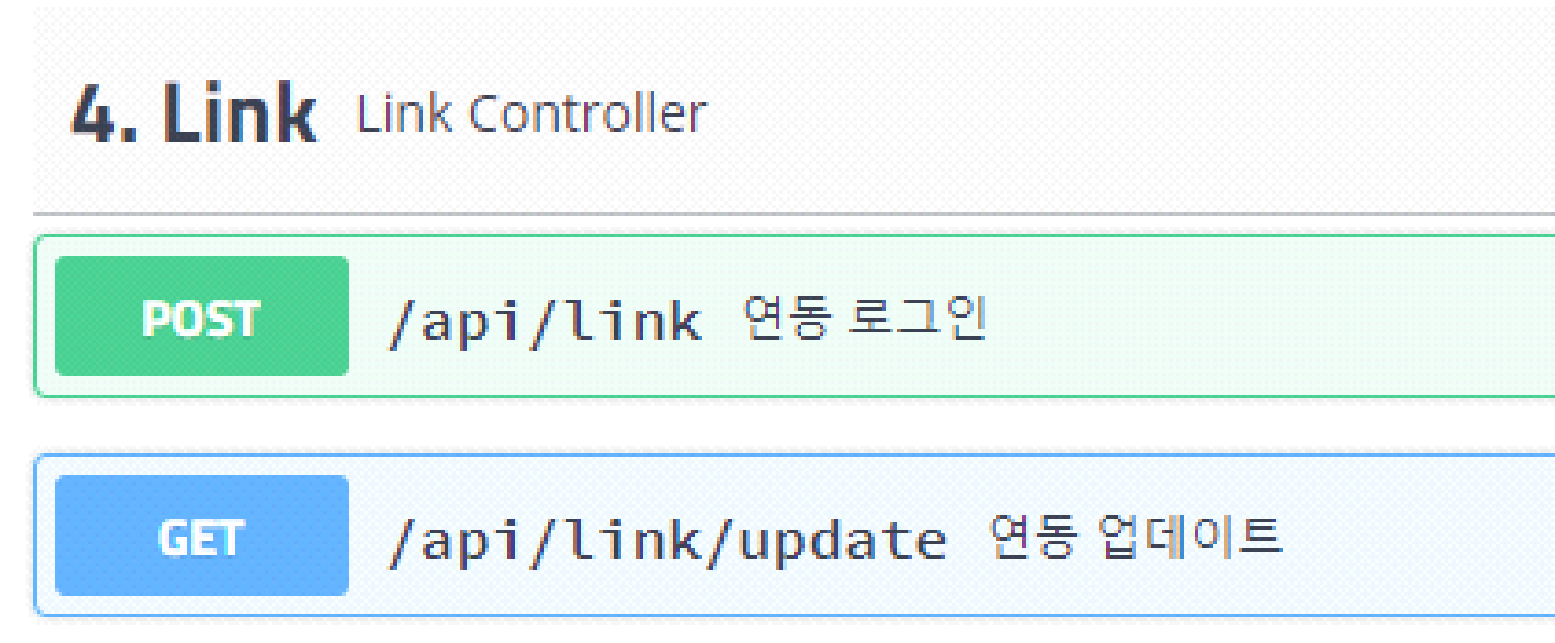 4. Link Link Controller
POST /api/link 연동 로그인
GET /api/link/update 연동 업데이트